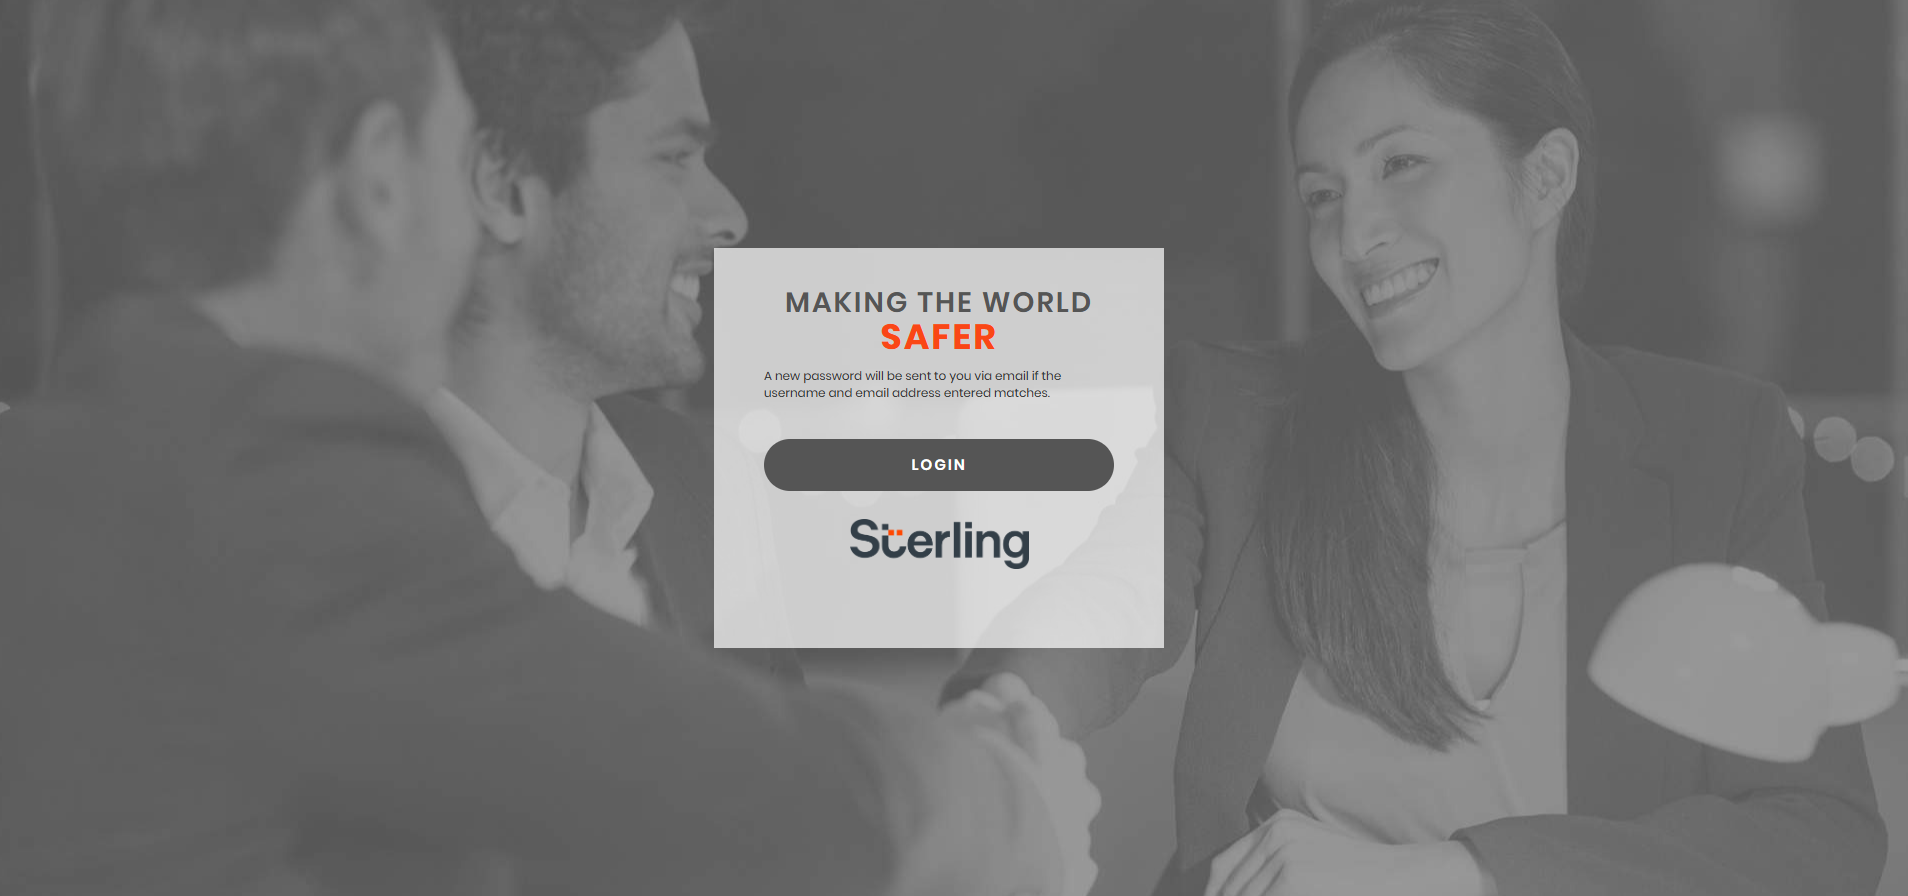 MAKING THE WORLD
SAFER
A new password will be sent to you via email if the
username and email address entered matches.
LOGIN
Sterling